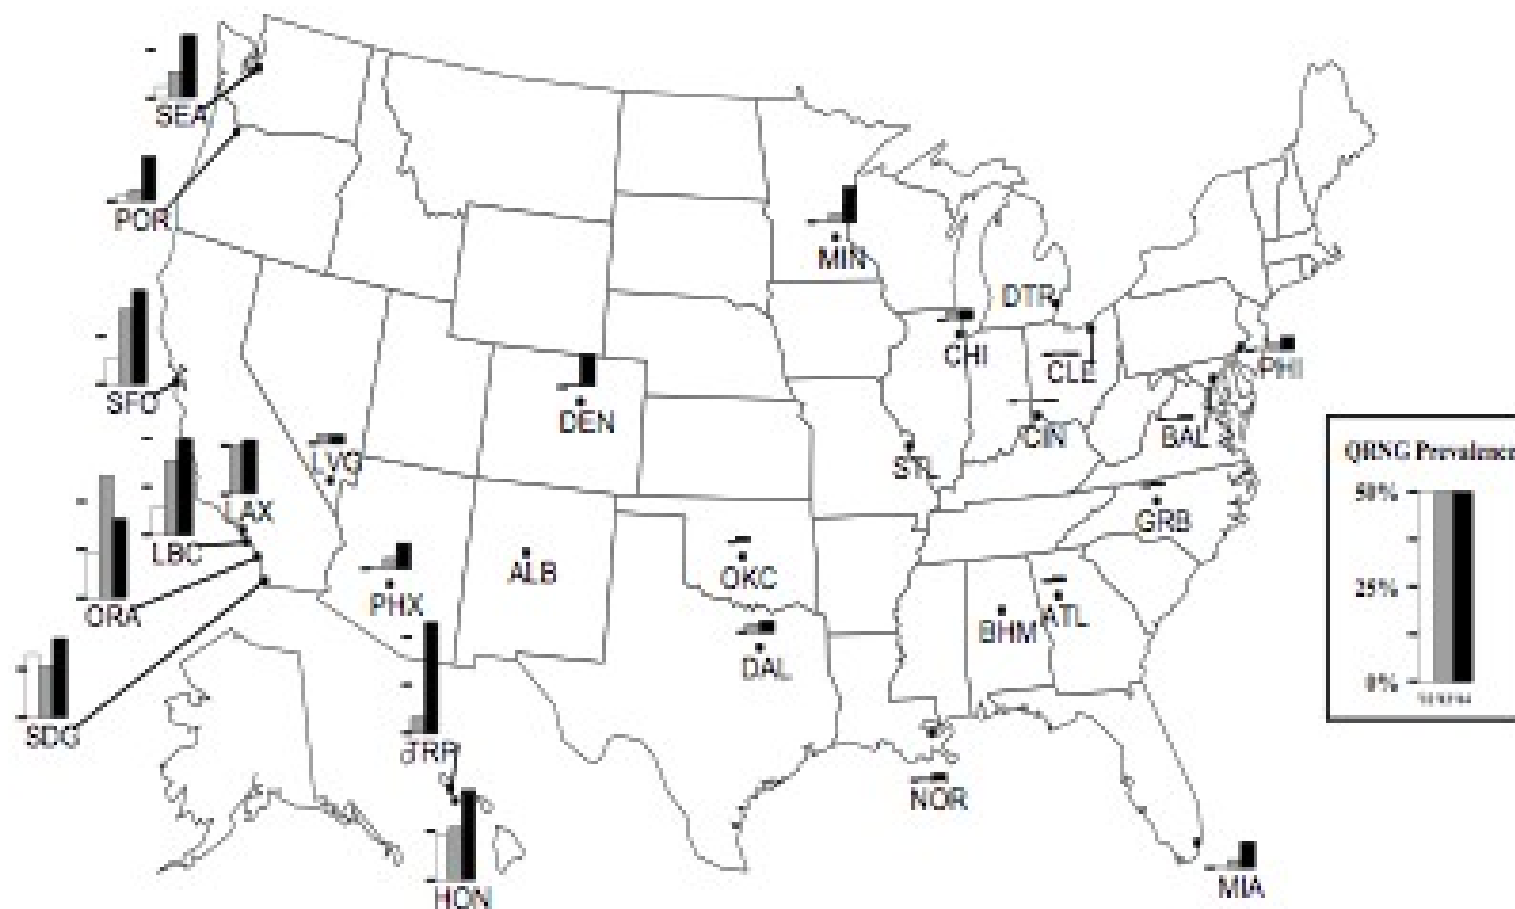 SEA
POR
MIN
DTR
CHI
CLE
PHI
SFO
DEN
CIN
BAL
LVG
STL
QRNG Prevalence
50%
LAX
GRB
LBC
ALB
OKC
25%
ORA
PHX
BHM
ATL
DAL
0%
SDG
TRP
NOR
HON
MIA